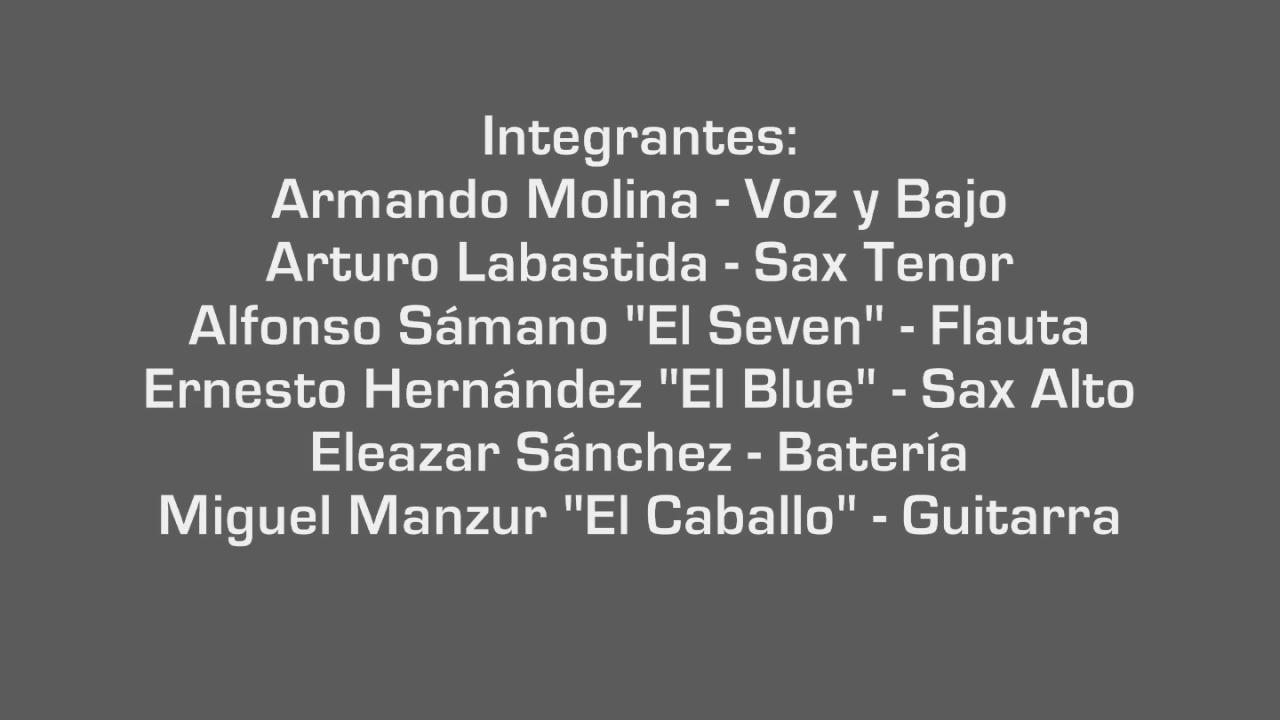 Integrantes:
Armando Molina - Voz y Bajo
Arturo Labastida - Sax Tenor
Alfonso Sámano "El Seven" - Flauta
Ernesto Hernández "El Blue" - Sax Alto
Eleazar Sánchez - Batería
Miguel Manzur "El Caballo" - Guitarra